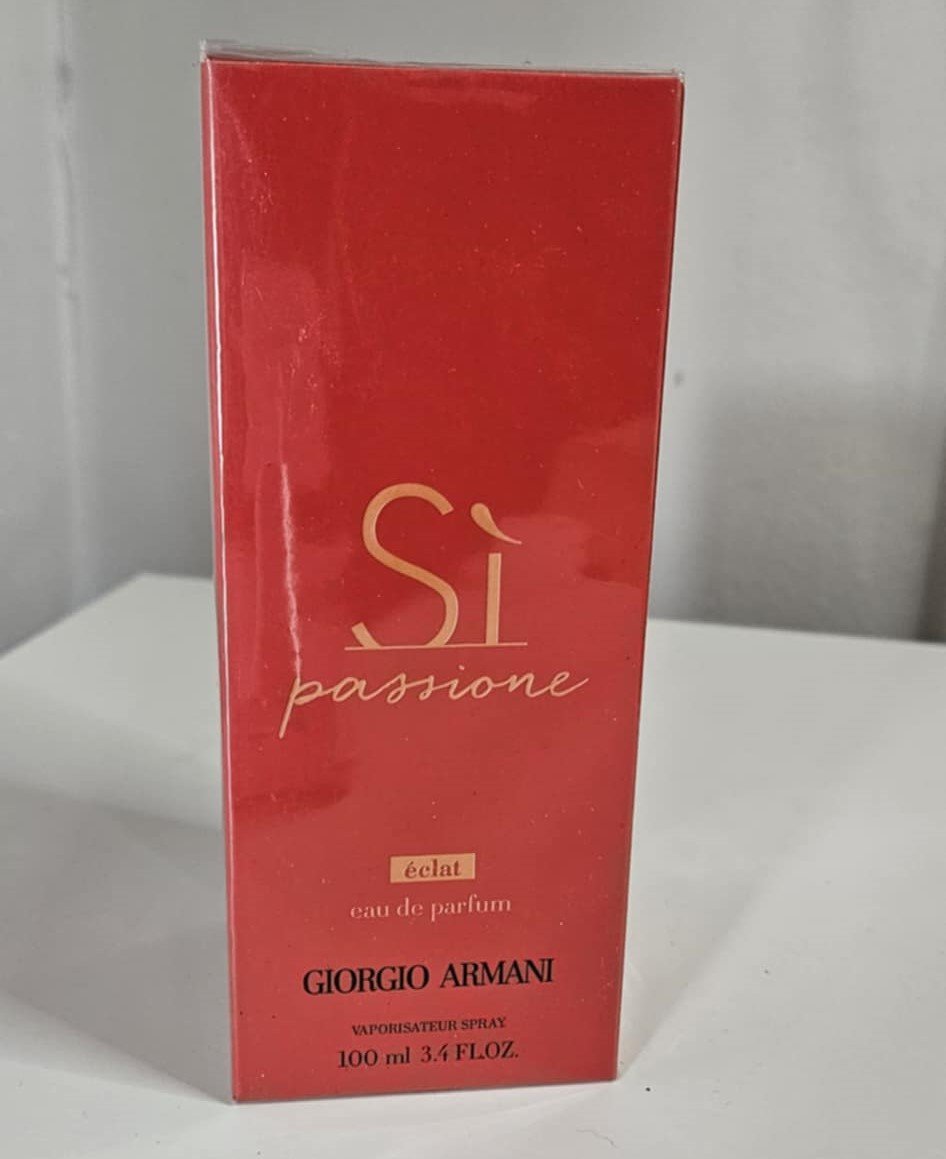 Sì
passione
éclat
eau de parfum
GIORGIO ARMANI
VAPORISATEUR SPRAY
100 ml 3.4 FL.OZ.